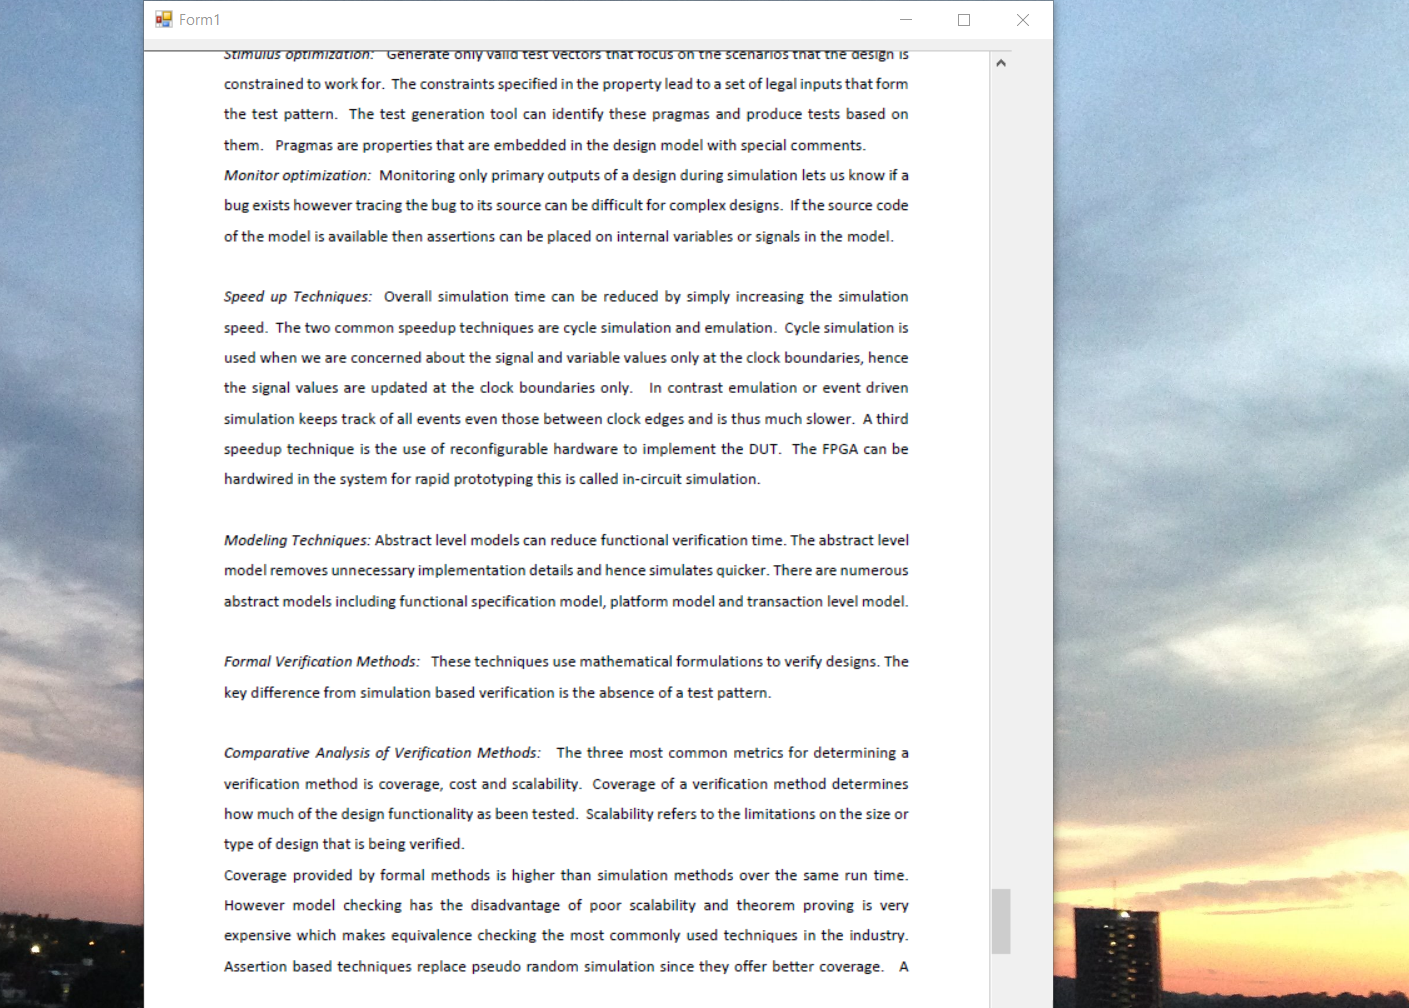 Form1
Stimulus optimization: Generate only valid test vectors that focus on the scenarios that the design is
constrained to work for. The constraints specified in the property lead to a set of legal inputs that form
the test pattern. The test generation tool can identify these pragmas and produce tests based on
them. Pragmas are properties that are embedded in the design model with special comments.
Monitor optimization: Monitoring only primary outputs of a design during simulation lets us know if a
bug exists however tracing the bug to its source can be difficult for complex designs. If the source code
of the model is available then assertions can be placed on internal variables or signals in the model.
Speed up Techniques: Overall simulation time can be reduced by simply increasing the simulation
speed. The two common speedup techniques are cycle simulation and emulation. Cycle simulation is
used when we are concerned about the signal and variable values only at the clock boundaries, hence
the signal values are updated at the clock boundaries only. In contrast emulation or event driven
simulation keeps track of all events even those between clock edges and is thus much slower. A third
speedup technique is the use of reconfigurable hardware to implement the DUT. The FPGA can be
hardwired in the system for rapid prototyping this is called in-circuit simulation.
Modeling Techniques: Abstract level models can reduce functional verification time. The abstract level
model removes unnecessary implementation details and hence simulates quicker. There are numerous
abstract models including functional specification model, platform model and transaction level model.
Formal Verification Methods: These techniques use mathematical formulations to verify designs. The
key difference from simulation based verification is the absence of a test pattern.
Comparative Analysis of Verification Methods: The three most common metrics for determining a
verification method is coverage, cost and scalability. Coverage of a verification method determines
how much of the design functionality as been tested. Scalability refers to the limitations on the size or
type of design that is being verified.
Coverage provided by formal methods is higher than simulation methods over the same run time.
However model checking has the disadvantage of poor scalability and theorem proving is very
expensive which makes equivalence checking the most commonly used techniques in the industry.
Assertion based techniques replace pseudo random simulation since they offer better coverage. A